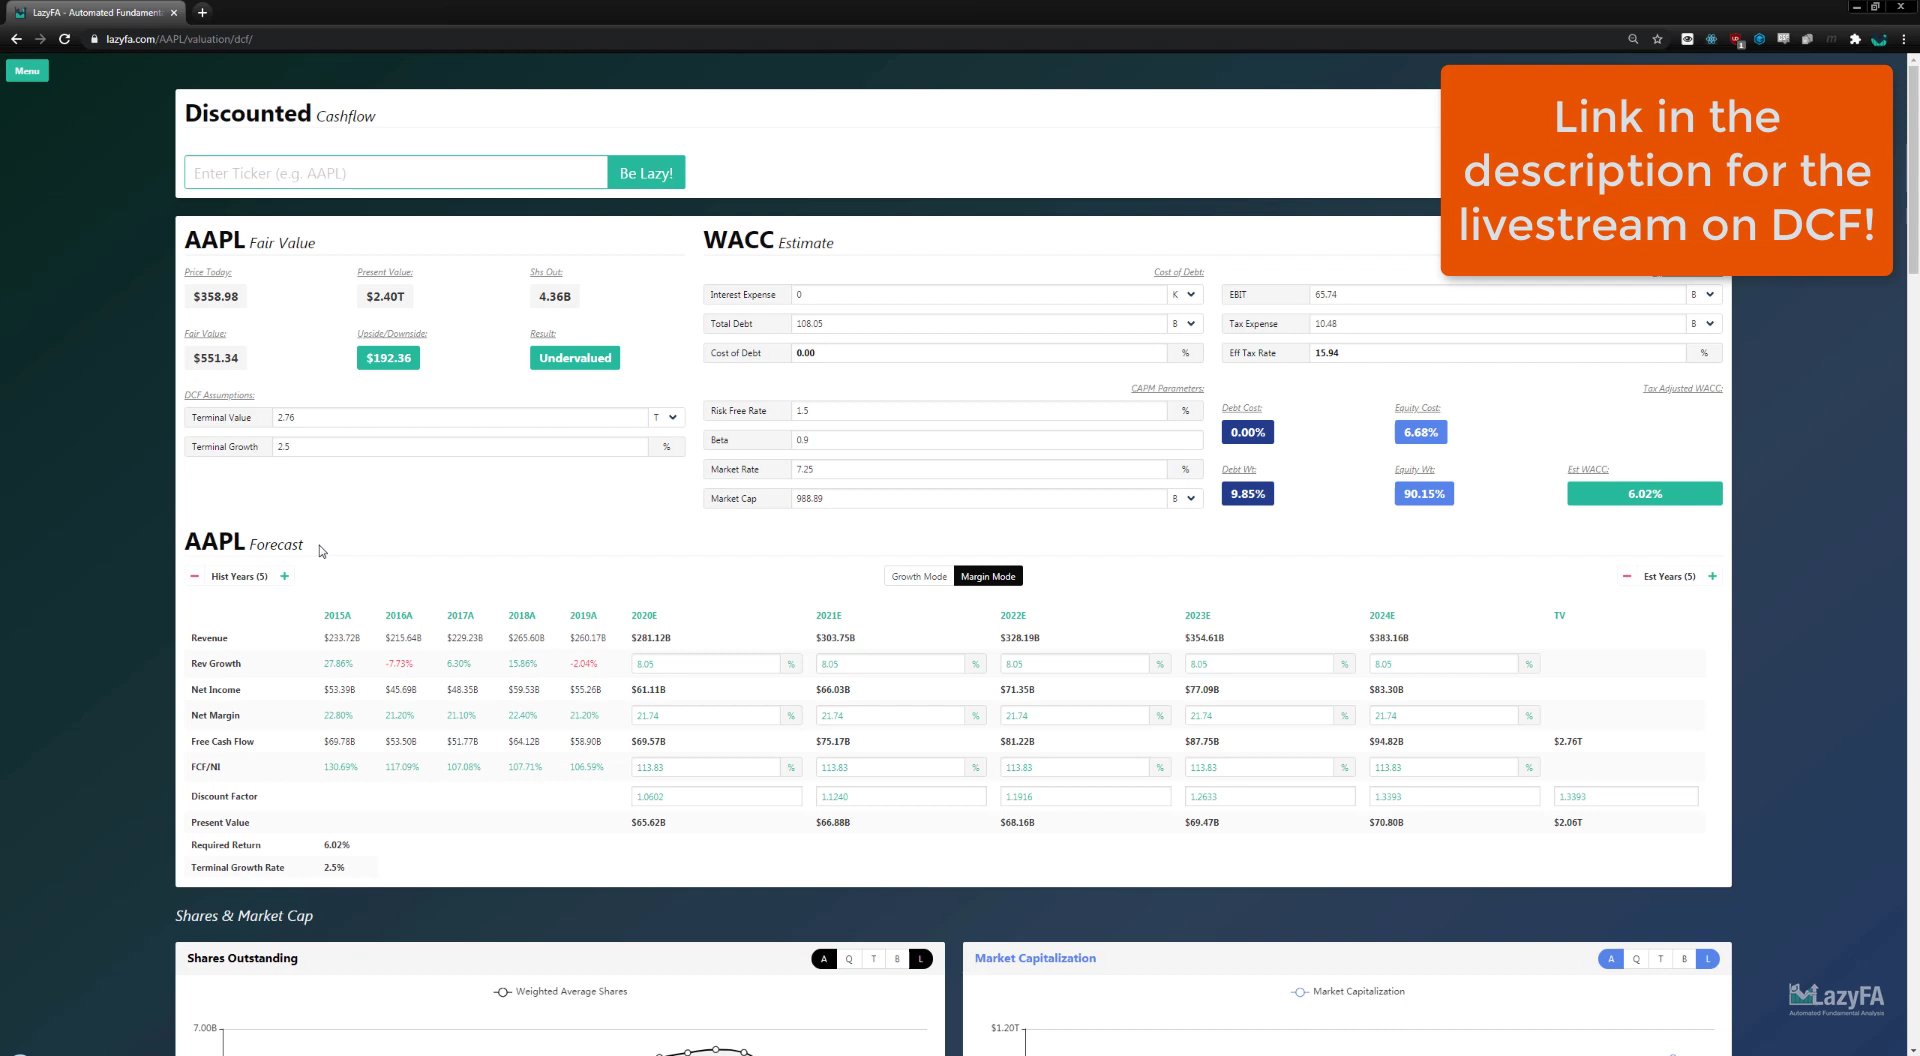 LazyFA - Automated Fundament
lazyfa.com/AAPL/valuation/dcf/
Menu
Link in the
description for the
livestream on DCF!
Discounted Cashflow
Enter Ticker (e.g. AAPL)
Be Lazy!
AAPL Fair Value
Price Today: Present Value: Shs Out:
$358.98 $2.40T 4.36B
Fair Value: Upside/Downside: Result:
$551.34 $192.36 Undervalued
DCF Assumptions:
Terminal Value 2.76 T
Terminal Growth 2.5 %
WACC Estimate
Cost of Debt:
Interest Expense 0 K
Total Debt 108.05 B
Cost of Debt 0.00 %
EBIT 65.74 B
Tax Expense 10.48 B
Eff Tax Rate 15.94 %
CAPM Parameters:
Risk Free Rate 1.5 %
Beta 0.9
Market Rate 7.25 %
Market Cap 988.89 B
Tax Adjusted WACC:
Debt Cost: Equity Cost:
0.00% 6.68%
Debt Wt: Equity Wt: Est WACC:
9.85% 90.15% 6.02%
AAPL Forecast
Hist Years (5)
Growth Mode Margin Mode
Est Years (5)
2015A 2016A 2017A 2018A 2019A 2020E 2021E 2022E 2023E 2024E TV
Revenue $233.72B $215.64B $229.23B $265.60B $260.17B $281.12B $303.75B $328.19B $354.61B $383.16B
Rev Growth 27.86% -7.73% 6.30% 15.86% -2.04% 8.05 % 8.05 % 8.05 % 8.05 % 8.05 %
Net Income $53.39B $45.69B $48.35B $59.53B $55.26B $61.11B $66.03B $71.35B $77.09B $83.30B
Net Margin 22.80% 21.20% 21.10% 22.40% 21.20% 21.74 % 21.74 % 21.74 % 21.74 % 21.74 %
Free Cash Flow $69.78B $53.50B $51.77B $64.12B $58.90B $69.57B $75.17B $81.22B $87.75B $94.82B $2.76T
FCF/NI 130.69% 117.09% 107.08% 107.71% 106.59% 113.83 % 113.83 % 113.83 % 113.83 % 113.83 %
Discount Factor 1.0602 1.1240 1.1916 1.2633 1.3393 1.3393
Present Value $65.62B $66.88B $68.16B $69.47B $70.80B $2.06T
Required Return 6.02%
Terminal Growth Rate 2.5%
Shares & Market Cap
Shares Outstanding
A Q T B L
Weighted Average Shares
7.00B
Market Capitalization
A Q T B L
Market Capitalization
$1.20T
LazyFA
Automated Fundamental Analysis